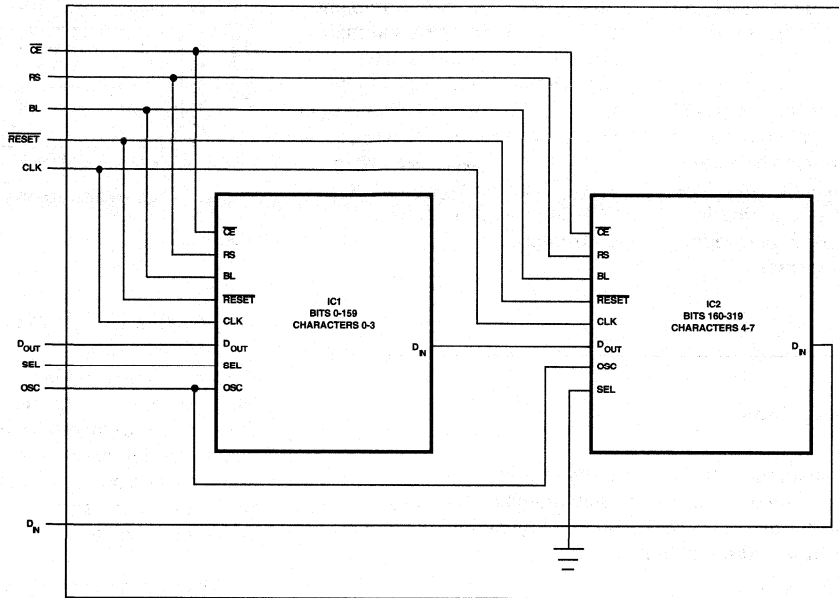 CE
RS
BL
RESET
CLK
DOUT
SEL
OSC
DIN
CE
RS
BL
RESET
CLK
DOUT
SEL
OSC
IC1
BITS 0-159
CHARACTERS 0-3
DIN
CE
RS
BL
RESET
CLK
DOUT
OSC
SEL
IC2
BITS 160-319
CHARACTERS 4-7
DIN